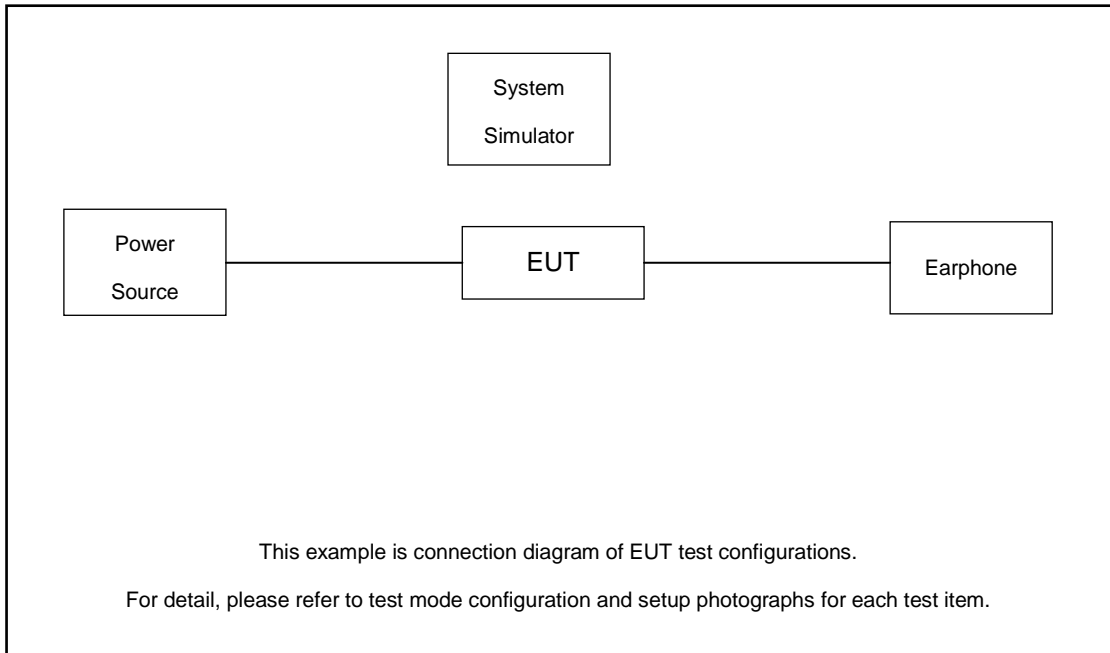 System
Simulator
Power
Source
EUT
Earphone
This example is connection diagram of EUT test configurations.
For detail, please refer to test mode configuration and setup photographs for each test item.